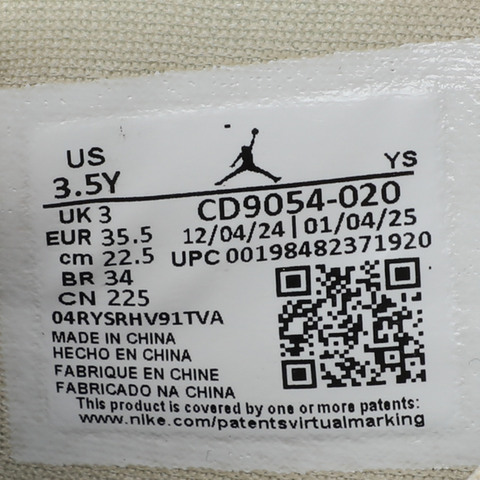 US YS
3.5Y
UK 3 CD9054-020
EUR 35.5 12/04/24 | 01/04/25
cm 22.5 UPC 00198482371920
BR 34
CN 225
04RYSRHV91TVA
MADE IN CHINA
HECHO EN CHINA
FABRIQUE EN CHINE
FABRICADO NA CHINA
This product is covered by one or more patents:
www.nike.com/patentsvirtualmarking